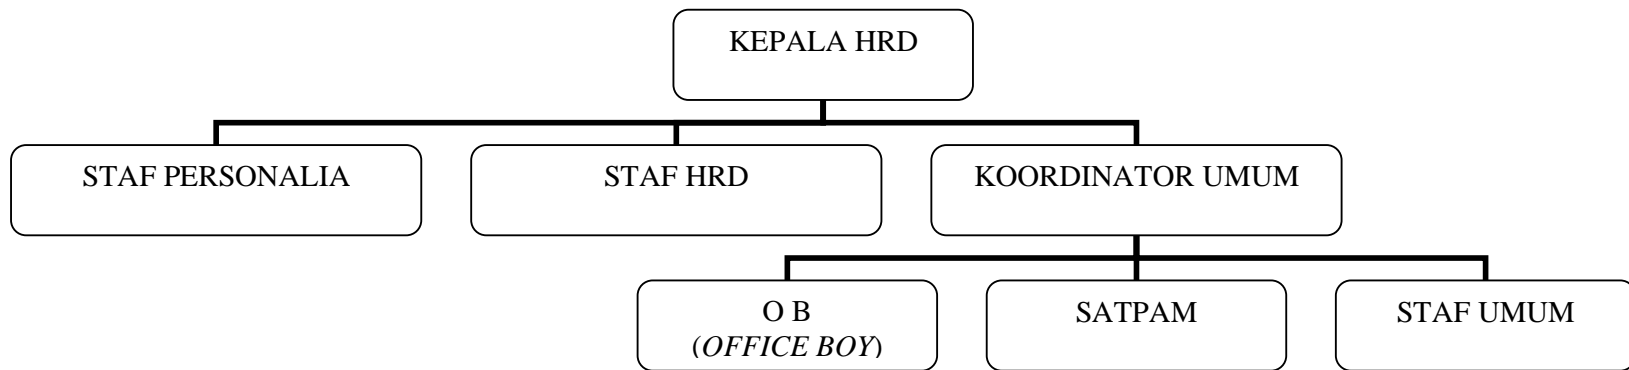 KEPALA HRD
STAF PERSONALIA
STAF HRD
KOORDINATOR UMUM
O B
(OFFICE BOY)
SATPAM
STAF UMUM